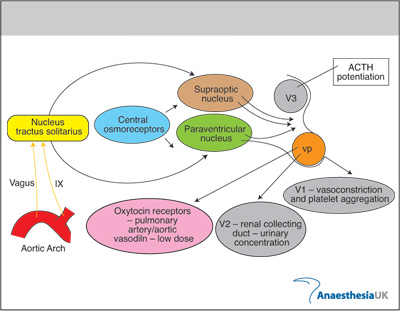 ACTH
potentiation
Supraoptic
nucleus
V3
Nucleus
tractus solitarius
Central
osmoreceptors
Paraventricular
nucleus
vp
Vagus
IX
V1 – vasoconstriction
and platelet aggregation
Oxytocin receptors
– pulmonary
artery/aortic
vasodiln – low dose
V2 – renal collecting
duct – urinary
concentration
Aortic Arch
AnaesthesiaUK